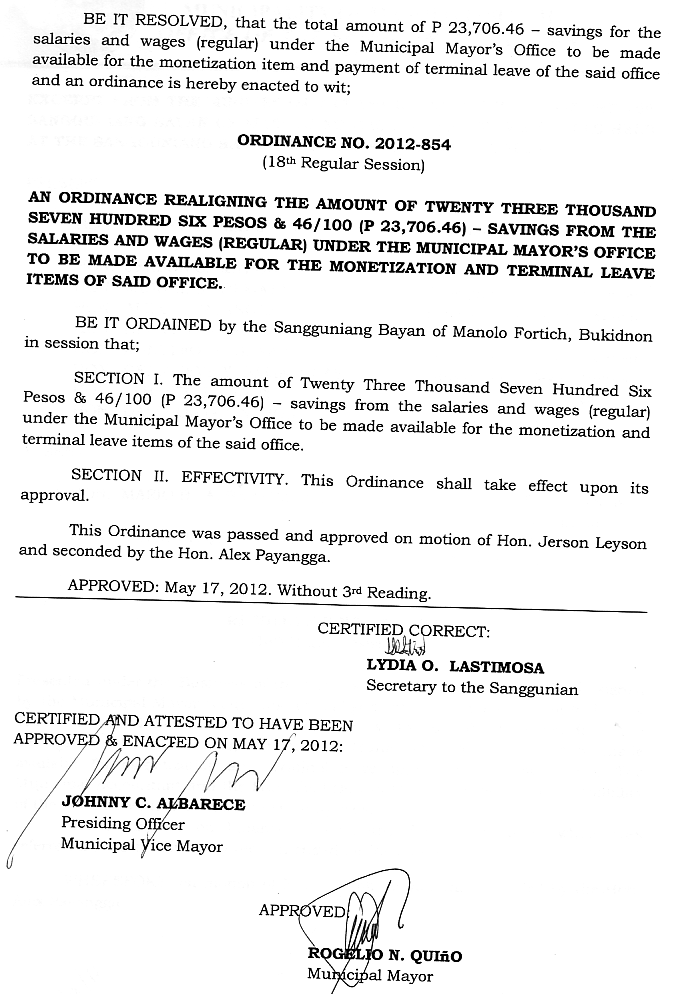 BE IT RESOLVED, that the total amount of P 23,706.46 – savings for the
salaries and wages (regular) under the Municipal Mayor's Office to be made
available for the monetization item and payment of terminal leave of the said office
and an ordinance is hereby enacted to wit;
ORDINANCE NO. 2012-854
(18th Regular Session)
AN ORDINANCE REALIGNING THE AMOUNT OF TWENTY THREE THOUSAND
SEVEN HUNDRED SIX PESOS & 46/100 (P 23,706.46) – SAVINGS FROM THE
SALARIES AND WAGES (REGULAR) UNDER THE MUNICIPAL MAYOR'S OFFICE
TO BE MADE AVAILABLE FOR THE MONETIZATION AND TERMINAL LEAVE
ITEMS OF SAID OFFICE.
BE IT ORDAINED by the Sangguniang Bayan of Manolo Fortich, Bukidnon
in session that;
SECTION I. The amount of Twenty Three Thousand Seven Hundred Six
Pesos & 46/100 (P 23,706.46) – savings from the salaries and wages (regular)
under the Municipal Mayor's Office to be made available for the monetization and
terminal leave items of the said office.
SECTION II. EFFECTIVITY. This Ordinance shall take effect upon its
approval.
This Ordinance was passed and approved on motion of Hon. Jerson Leyson
and seconded by the Hon. Alex Payangga.
APPROVED: May 17, 2012. Without 3rd Reading.
CERTIFIED CORRECT:
LYDIA O. LASTIMOSA
Secretary to the Sanggunian
CERTIFIED AND ATTESTED TO HAVE BEEN
APPROVED & ENACTED ON MAY 17, 2012:
JOHNNY C. ALBARECE
Presiding Officer
Municipal Vice Mayor
APPROVED:
ROGELIO N. QUIñO
Municipal Mayor